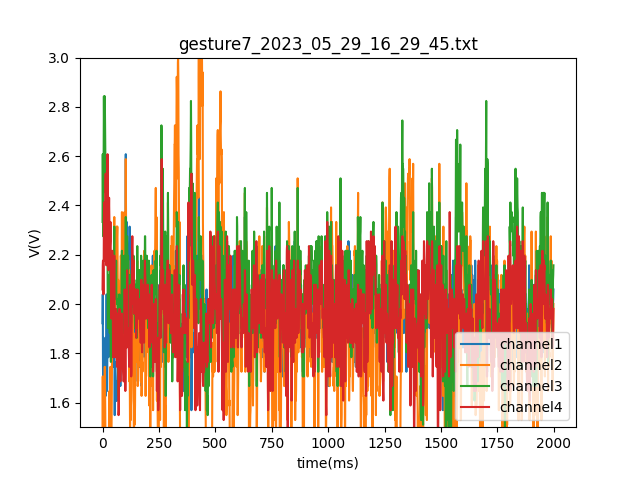 gesture7_2023_05_29_16_29_45.txt
3.0
2.8
2.6
2.4
2.2
2.0
1.8
1.6
V(V)
channel1
channel2
channel3
channel4
0 250 500 750 1000 1250 1500 1750 2000
time(ms)